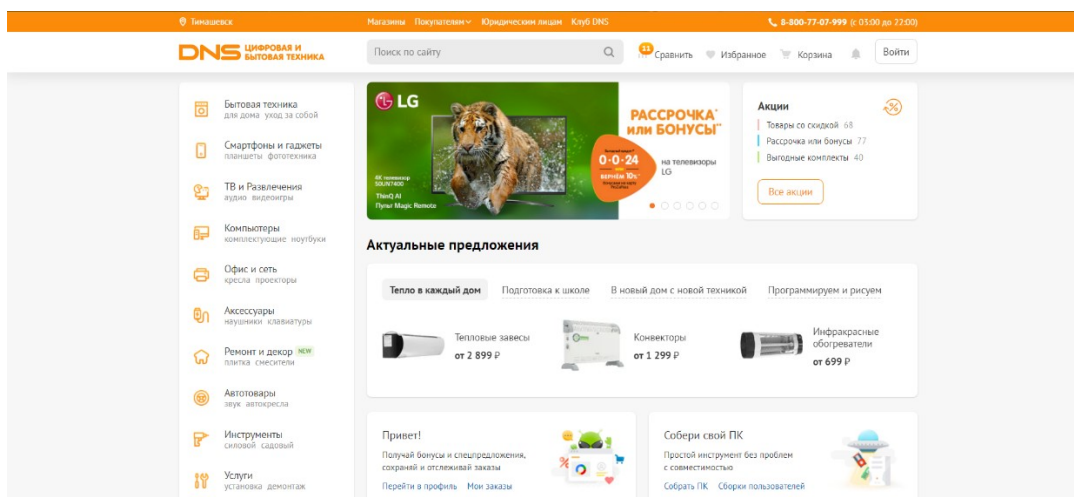 Тимашевск
Магазины Покупателям Юридическим лицам Клуб DNS
8-800-77-07-999 (с 03:00 до 22:00)
DNS ЦИФРОВАЯ И
БЫТОВАЯ ТЕХНИКА
Поиск по сайту
11
Сравнить Избранное Корзина
Войти
Бытовая техника
для дома уход за собой
Смартфоны и гаджеты
планшеты фототехника
ТВ и Развлечения
аудио видеоигры
Компьютеры
комплектующие ноутбуки
Офис и сеть
кресла проекторы
Аксессуары
наушники клавиатуры
Ремонт и декор NEW
плитка смесители
Автотовары
звук автокресла
Инструменты
силовой садовый
Услуги
установка демонтаж
LG
4K телевизор
50UN7400
ThinQ AI
Пульт Magic Remote
РАССРОЧКА*
ИЛИ БОНУСЫ**
0-0-24
ВЕРНЁМ 10%
на телевизоры
LG
Акции
Товары со скидкой 68
Рассрочка или бонусы 77
Выгодные комплекты 40
Все акции
Актуальные предложения
Тепло в каждый дом
Подготовка к школе
В новый дом с новой техникой
Программируем и рисуем
Тепловые завесы
от 2 899 ₽
Конвекторы
от 1 299 ₽
Инфракрасные
обогреватели
от 699 ₽
Привет!
Получай бонусы и спецпредложения,
сохраняй и отслеживай заказы
Перейти в профиль Мои заказы
Собери свой ПК
Простой инструмент без проблем
с совместимостью
Собрать ПК Сборки пользователей